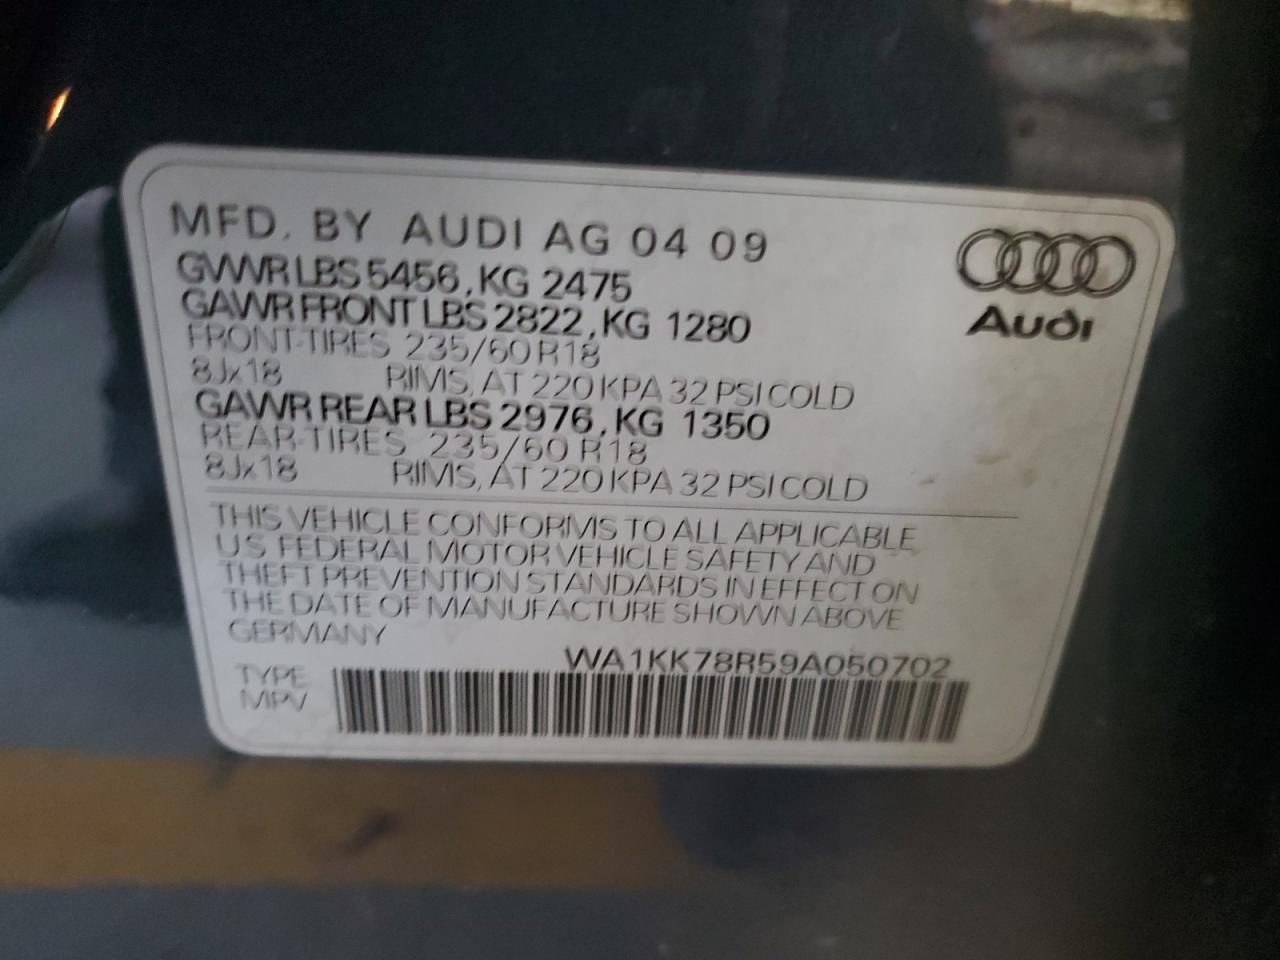 MFD. BY AUDI AG 04 09
GVWR LBS 5456, KG 2475
GAWR FRONT LBS 2822, KG 1280
FRONT-TIRES 235/60 R18
8Jx18 RIMS, AT 220 KPA 32 PSI COLD
GAWR REAR LBS 2976, KG 1350
REAR-TIRES 235/60 R18
8Jx18 RIMS, AT 220 KPA 32 PSI COLD
Audi
THIS VEHICLE CONFORMS TO ALL APPLICABLE
US FEDERAL MOTOR VEHICLE SAFETY AND
THEFT PREVENTION STANDARDS IN EFFECT ON
THE DATE OF MANUFACTURE SHOWN ABOVE
GERMANY
WA1KK78R59A050702
TYPE
MPV